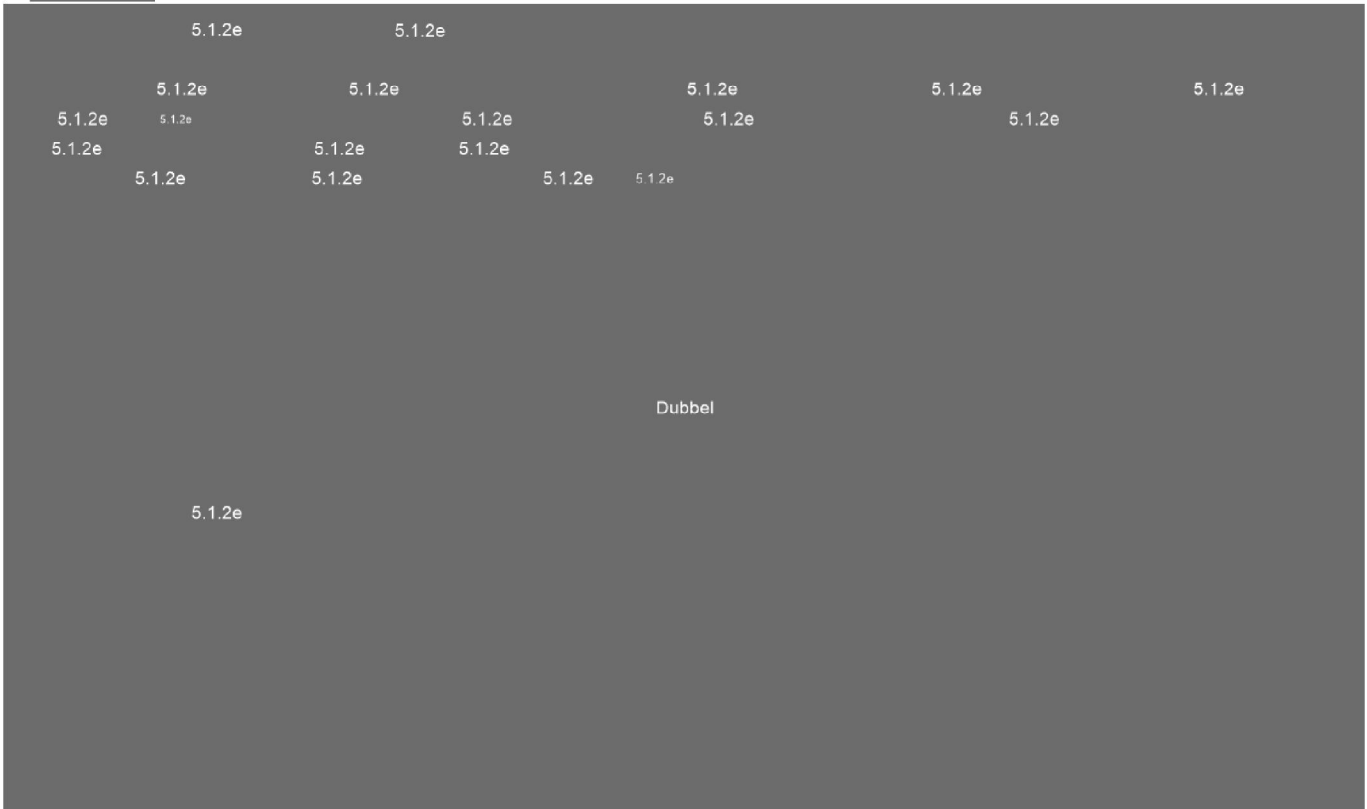 5.1.2e 5.1.2e
5.1.2e 5.1.2e 5.1.2e 5.1.2e 5.1.2e
5.1.2e 5.1.2e 5.1.2e 5.1.2e 5.1.2e
5.1.2e 5.1.2e 5.1.2e
5.1.2e 5.1.2e 5.1.2e 5.1.2e
Dubbel
5.1.2e